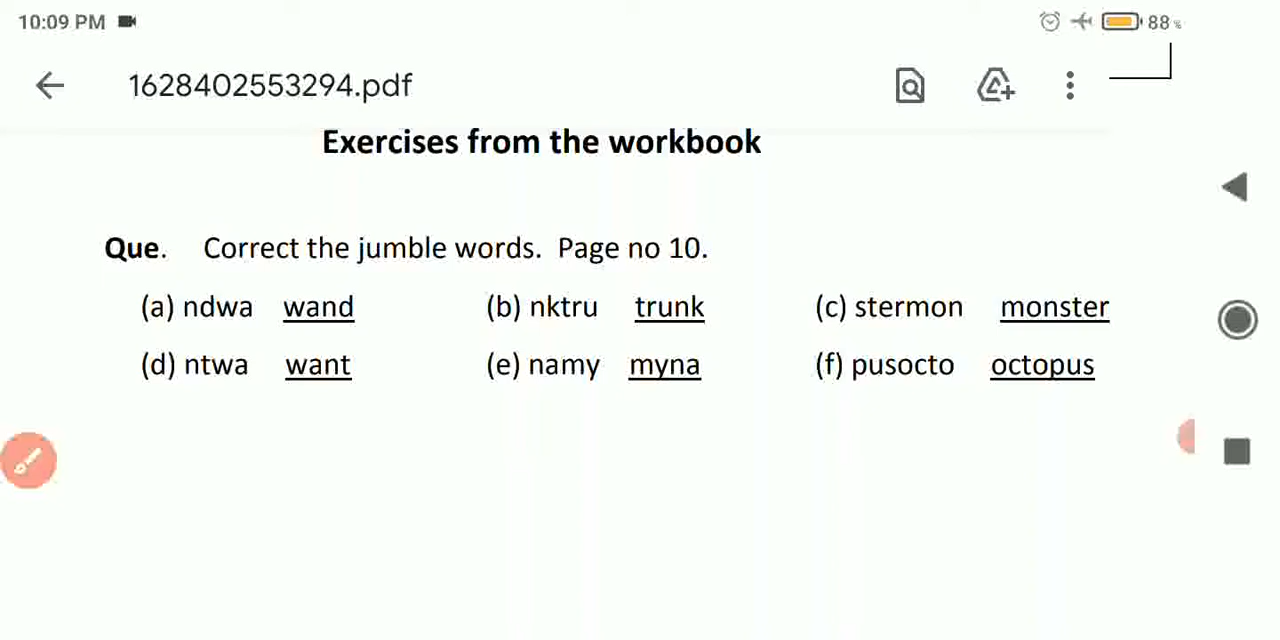 10:09 PM 88%
1628402553294.pdf
Exercises from the workbook
Que. Correct the jumble words. Page no 10.
(a) ndwa wand (b) nktru trunk (c) stermon monster
(d) ntwa want (e) namy myna (f) pusocto octopus